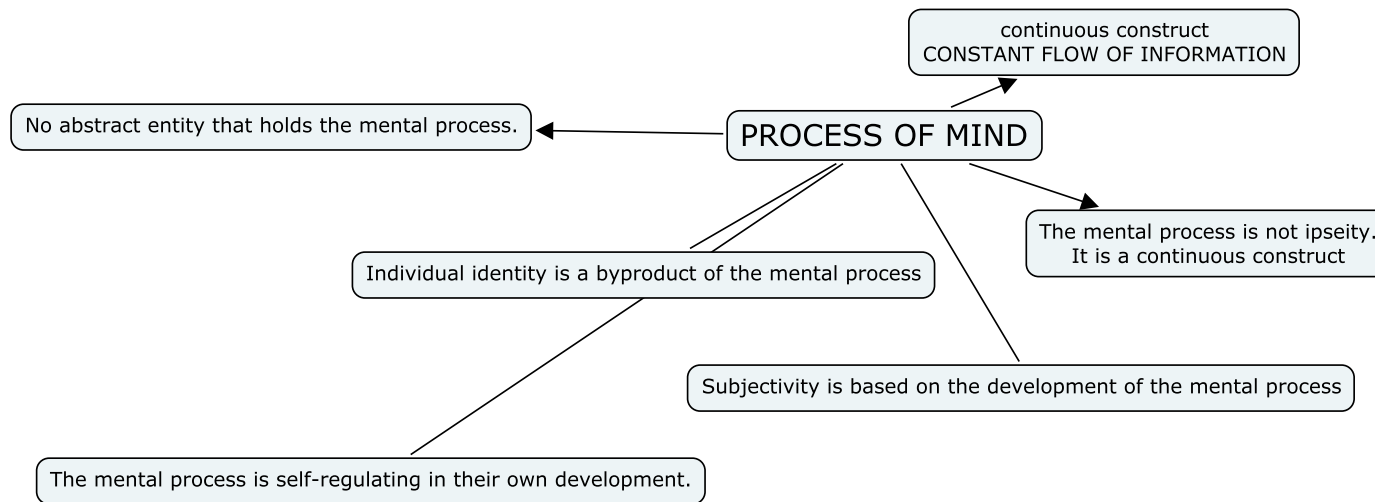 continuous construct
CONSTANT FLOW OF INFORMATION
No abstract entity that holds the mental process.
PROCESS OF MIND
The mental process is not ipseity.
It is a continuous construct
Individual identity is a byproduct of the mental process
Subjectivity is based on the development of the mental process
The mental process is self-regulating in their own development.